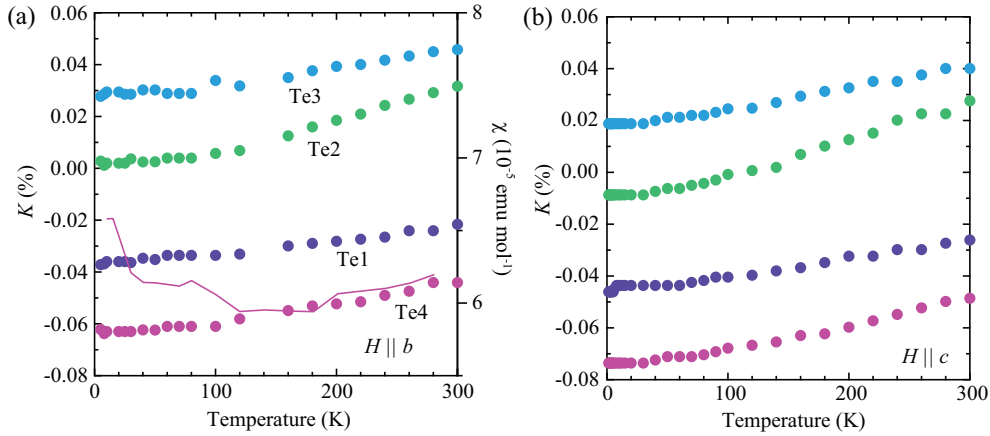 (a)
0.06
0.04
0.02
0.00
-0.02
-0.04
-0.06
-0.08
K (%)
0
100
200
300
Temperature (K)
8
7
6
χ (10⁻⁵ emu mol⁻¹)
Te3
Te2
Te1
Te4
H || b
(b)
0.06
0.04
0.02
0.00
-0.02
-0.04
-0.06
-0.08
K (%)
0
100
200
300
Temperature (K)
H || c